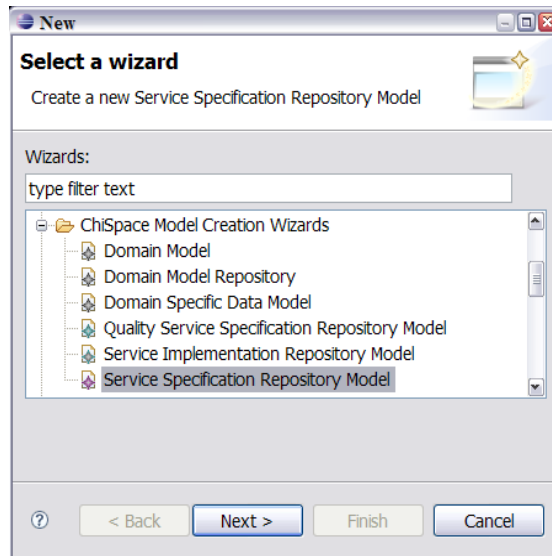 New
Select a wizard
Create a new Service Specification Repository Model
Wizards:
type filter text
ChiSpace Model Creation Wizards
Domain Model
Domain Model Repository
Domain Specific Data Model
Quality Service Specification Repository Model
Service Implementation Repository Model
Service Specification Repository Model
? < Back Next > Finish Cancel